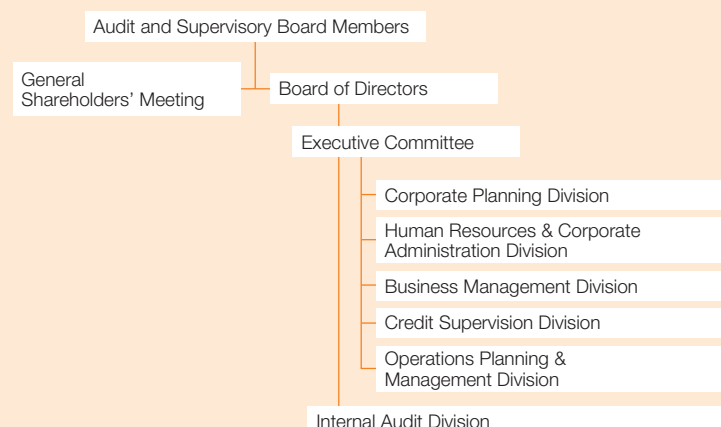 Audit and Supervisory Board Members
General
Shareholders’ Meeting
Board of Directors
Executive Committee
Corporate Planning Division
Human Resources & Corporate
Administration Division
Business Management Division
Credit Supervision Division
Operations Planning &
Management Division
Internal Audit Division